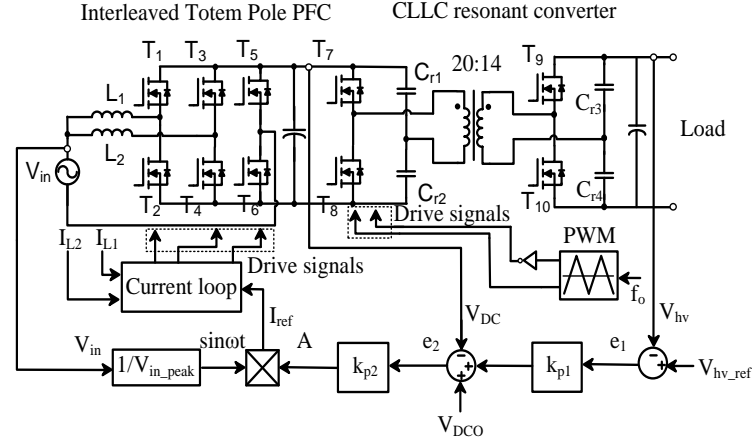 Interleaved Totem Pole PFC
CLLC resonant converter
T1
T3
T5
T7
Cr1
20:14
T9
L1
L2
Cr3
Load
Vin
T2
T4
T6
T8
Cr2
Cr4
T10
IL2
IL1
Drive signals
Drive signals
PWM
Current loop
fo
Iref
VDC
Vhv
Vin
sinωt
A
e2
e1
1/Vin_peak
kp2
kp1
Vhv_ref
VDCO